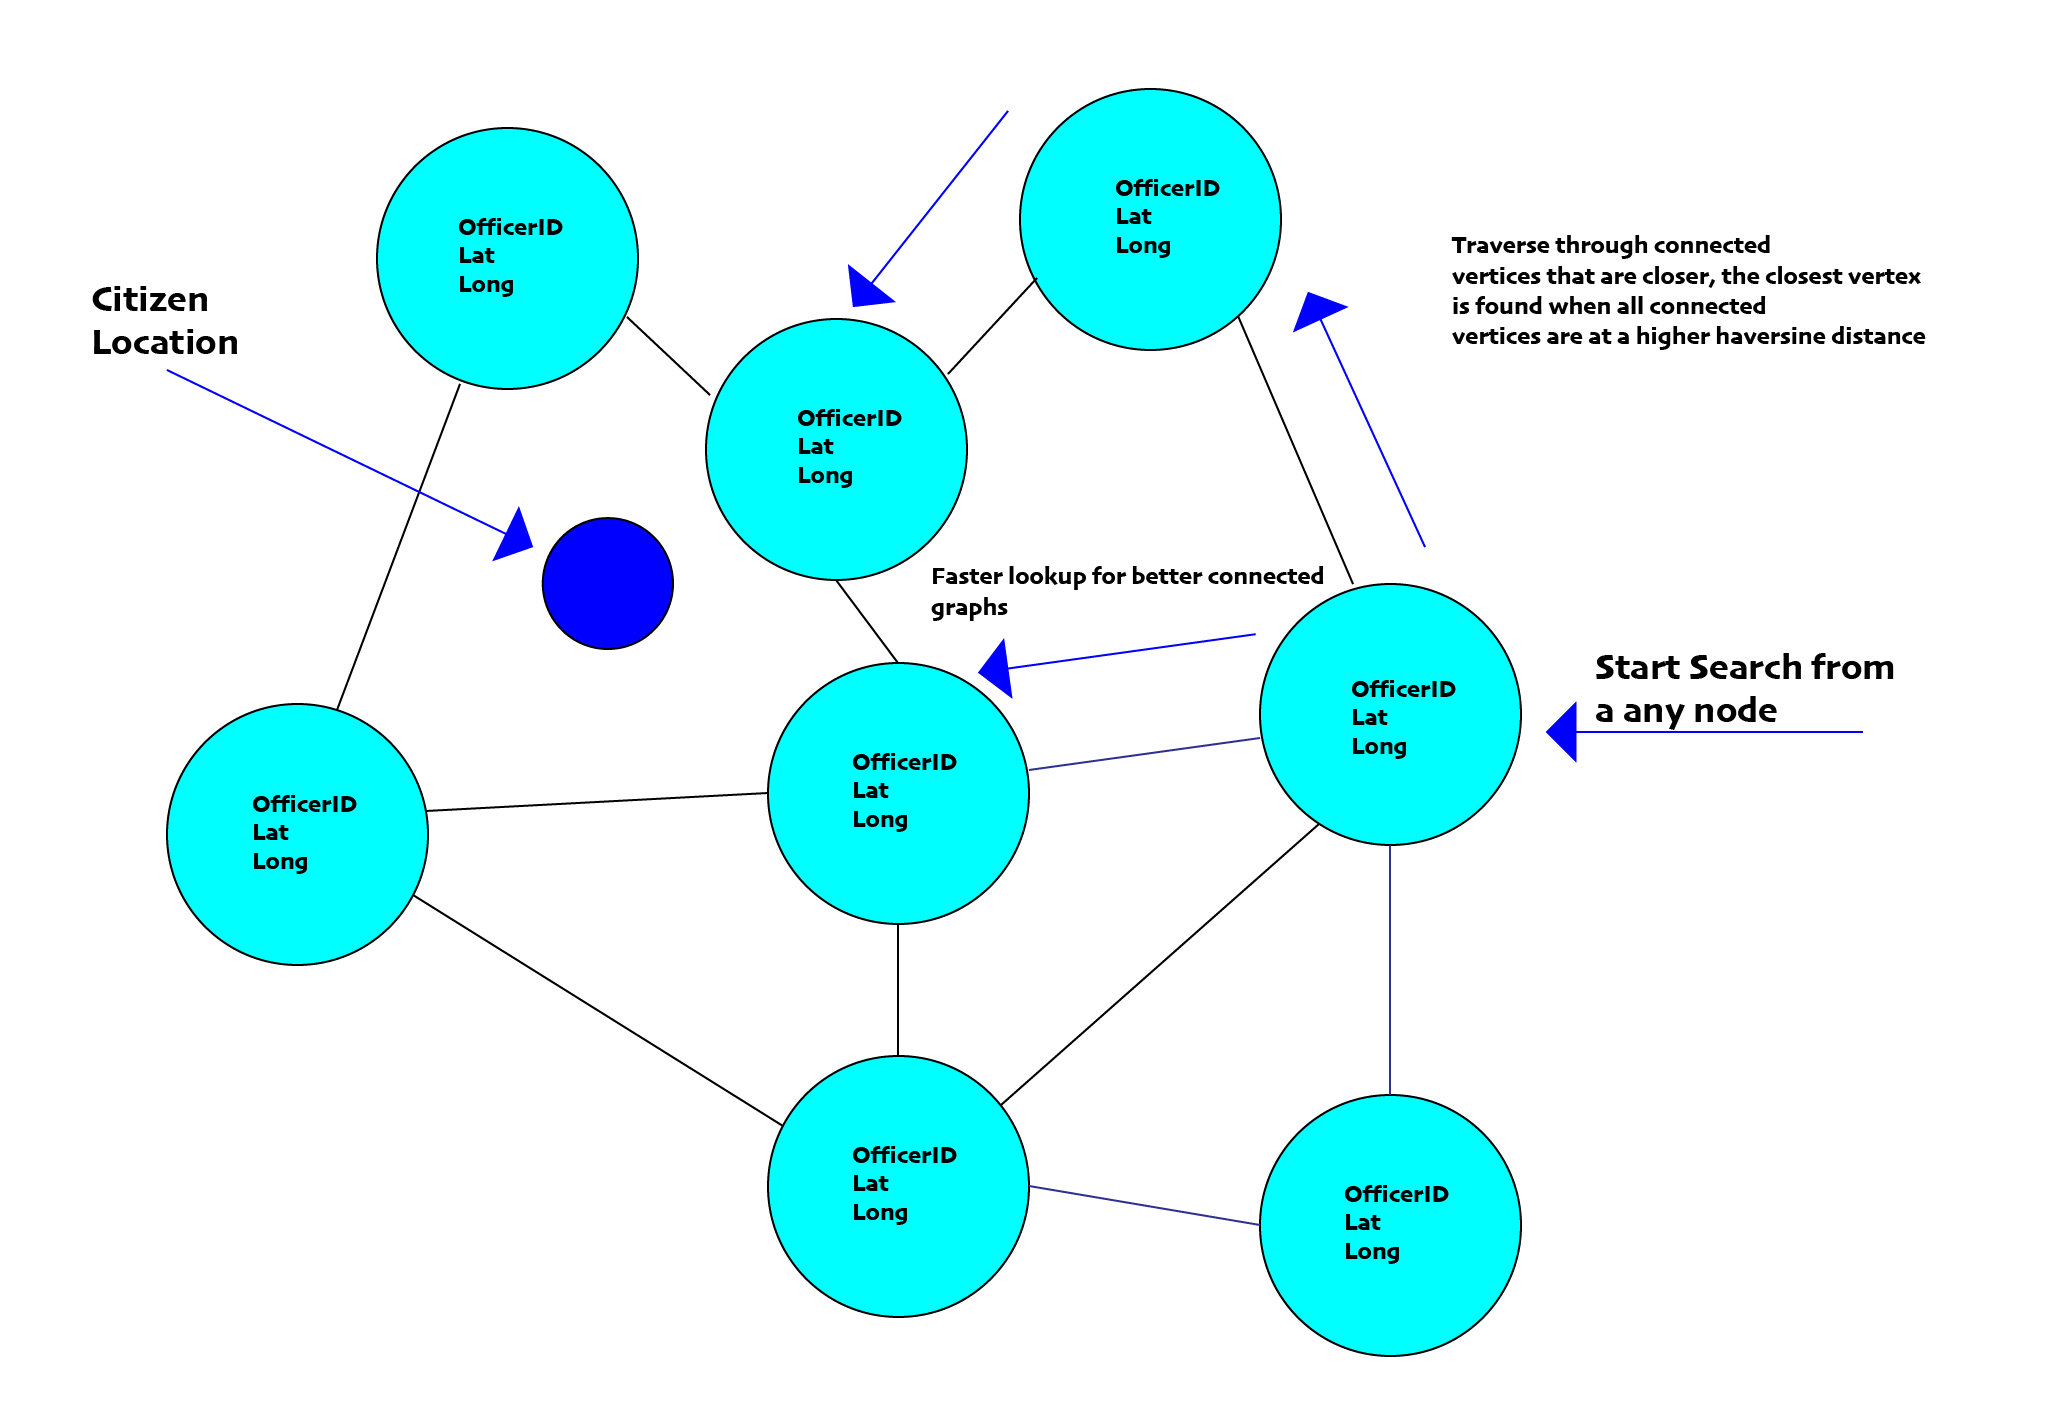 OfficerID
Lat
Long
OfficerID
Lat
Long
Traverse through connected
vertices that are closer, the closest vertex
is found when all connected
vertices are at a higher haversine distance
Citizen
Location
OfficerID
Lat
Long
Faster lookup for better connected
graphs
Start Search from
a any node
OfficerID
Lat
Long
OfficerID
Lat
Long
OfficerID
Lat
Long
OfficerID
Lat
Long
OfficerID
Lat
Long